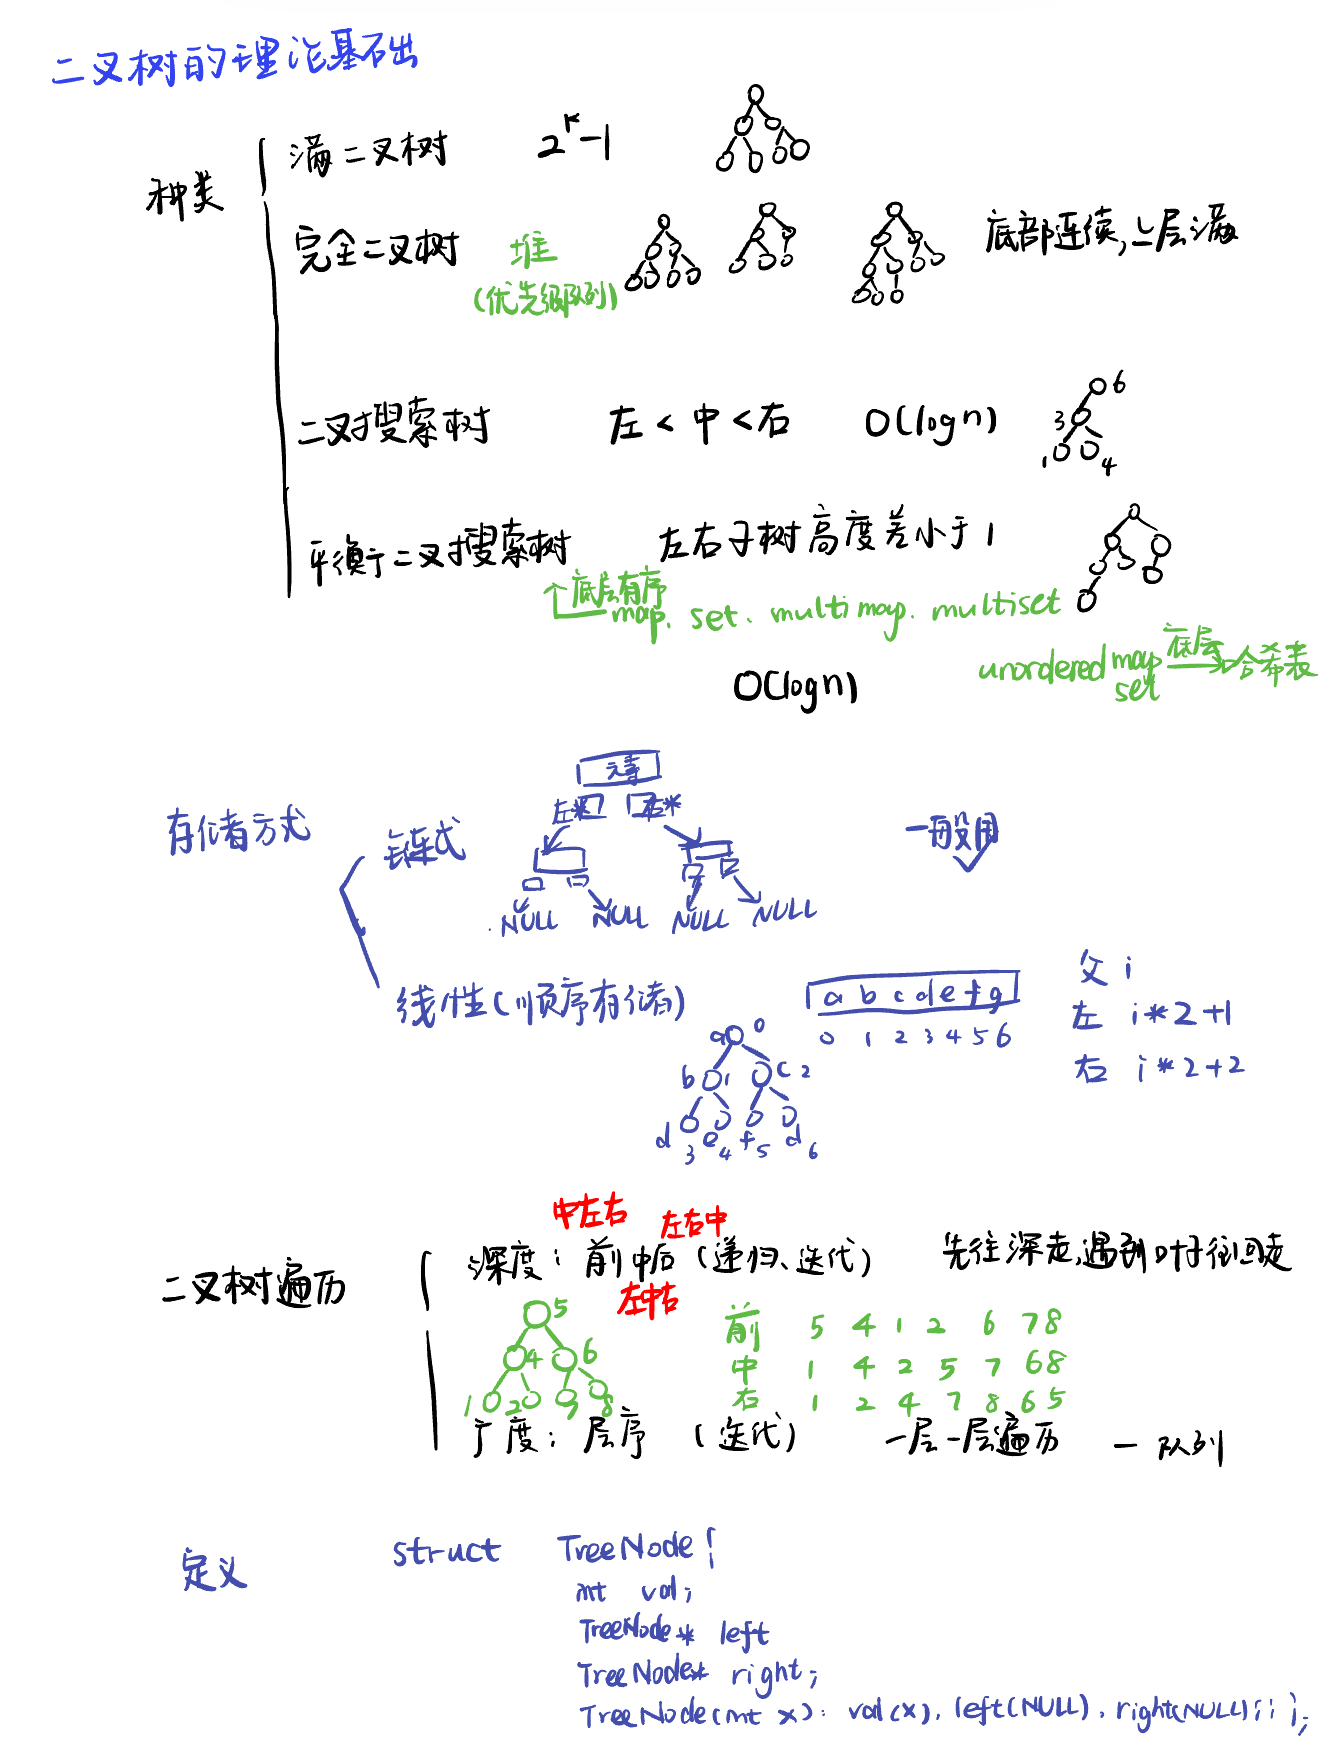 二叉树的理论基础
种类
满二叉树 2^k-1
完全二叉树 堆 底部连续,上层满
(优先级队列)
二叉搜索树 左 < 中 < 右 O(logn)
6
3
1 4
平衡二叉搜索树 左右子树高度差小于1
↑底层有序
map. set. multimap. multiset
unordered map 底层→哈希表
set
O(logn)
存储方式
链式 一般用
元素
左* 右*
NULL NULL NULL NULL
线性(顺序存储)
a b c d e f g
0 1 2 3 4 5 6
父 i
左 i*2+1
右 i*2+2
a 0
b 1 c 2
d e f d
3 4 5 6
二叉树遍历
中左右 左右中
深度: 前中后 (递归、迭代) 先往深走,遇到叶子往回走
左中右
5
4 6
1 2 7 8
前 5 4 1 2 6 7 8
中 1 4 2 5 7 6 8
右 1 2 4 7 8 6 5
广度: 层序 (迭代) 一层一层遍历 — 队列
定义
struct TreeNode{
int val;
TreeNode* left
TreeNode* right;
TreeNode(int x): val(x), left(NULL), right(NULL){} };